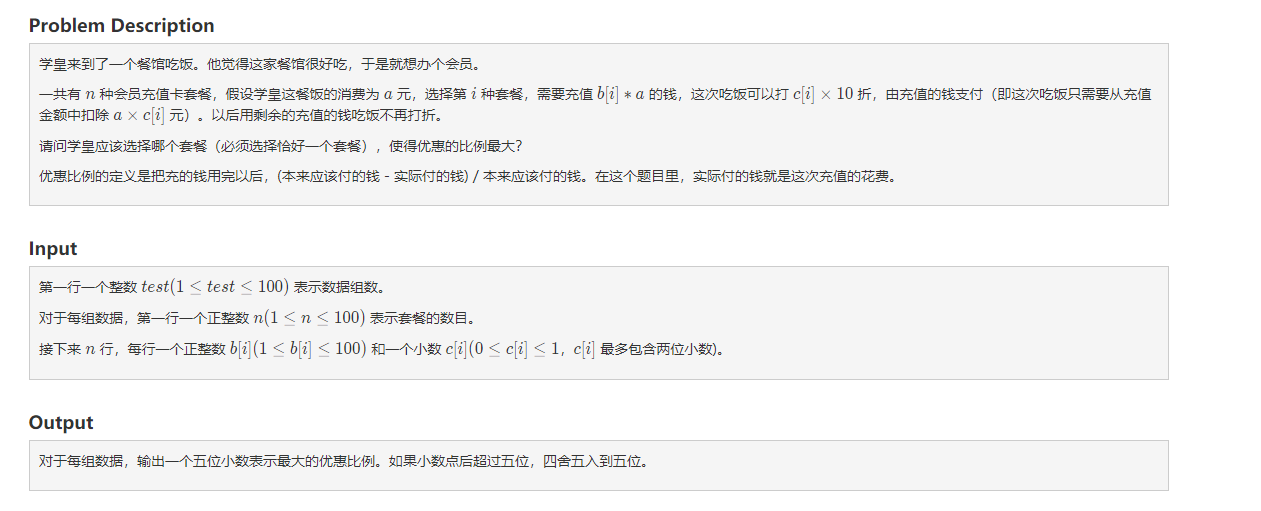 Problem Description
学皇来到了一个餐馆吃饭。他觉得这家餐馆很好吃，于是就想办个会员。
一共有 n 种会员充值卡套餐，假设学皇这餐饭的消费为 a 元，选择第 i 种套餐，需要充值 b[i] ∗ a 的钱，这次吃饭可以打 c[i] × 10 折，由充值的钱支付（即这次吃饭只需要从充值
金额中扣除 a × c[i] 元）。以后用剩余的充值的钱吃饭不再打折。
请问学皇应该选择哪个套餐（必须选择恰好一个套餐），使得优惠的比例最大?
优惠比例的定义是把充的钱用完以后，(本来应该付的钱 - 实际付的钱) / 本来应该付的钱。在这个题目里，实际付的钱就是这次充值的花费。
Input
第一行一个整数 test(1 ≤ test ≤ 100) 表示数据组数。
对于每组数据，第一行一个正整数 n(1 ≤ n ≤ 100) 表示套餐的数目。
接下来 n 行，每行一个正整数 b[i](1 ≤ b[i] ≤ 100) 和一个小数 c[i](0 ≤ c[i] ≤ 1，c[i] 最多包含两位小数)。
Output
对于每组数据，输出一个五位小数表示最大的优惠比例。如果小数点后超过五位，四舍五入到五位。